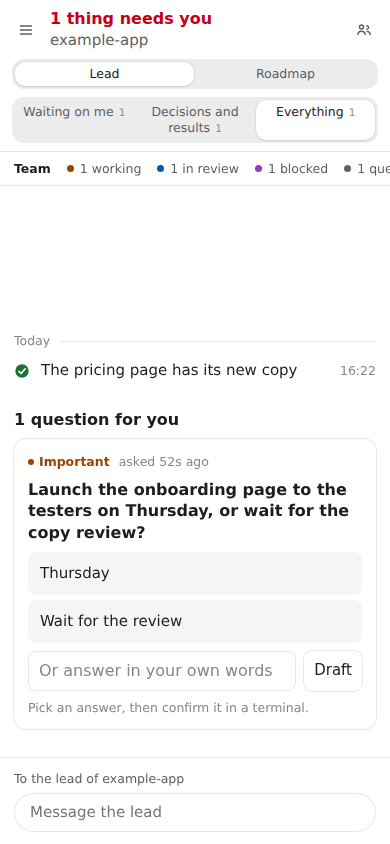 1 thing needs you
example-app
Lead
Roadmap
Waiting on me 1
Decisions and
results 1
Everything 1
Team
1 working
1 in review
1 blocked
1 que
Today
The pricing page has its new copy
16:22
1 question for you
Important asked 52s ago
Launch the onboarding page to the
testers on Thursday, or wait for the
copy review?
Thursday
Wait for the review
Or answer in your own words
Draft
Pick an answer, then confirm it in a terminal.
To the lead of example-app
Message the lead